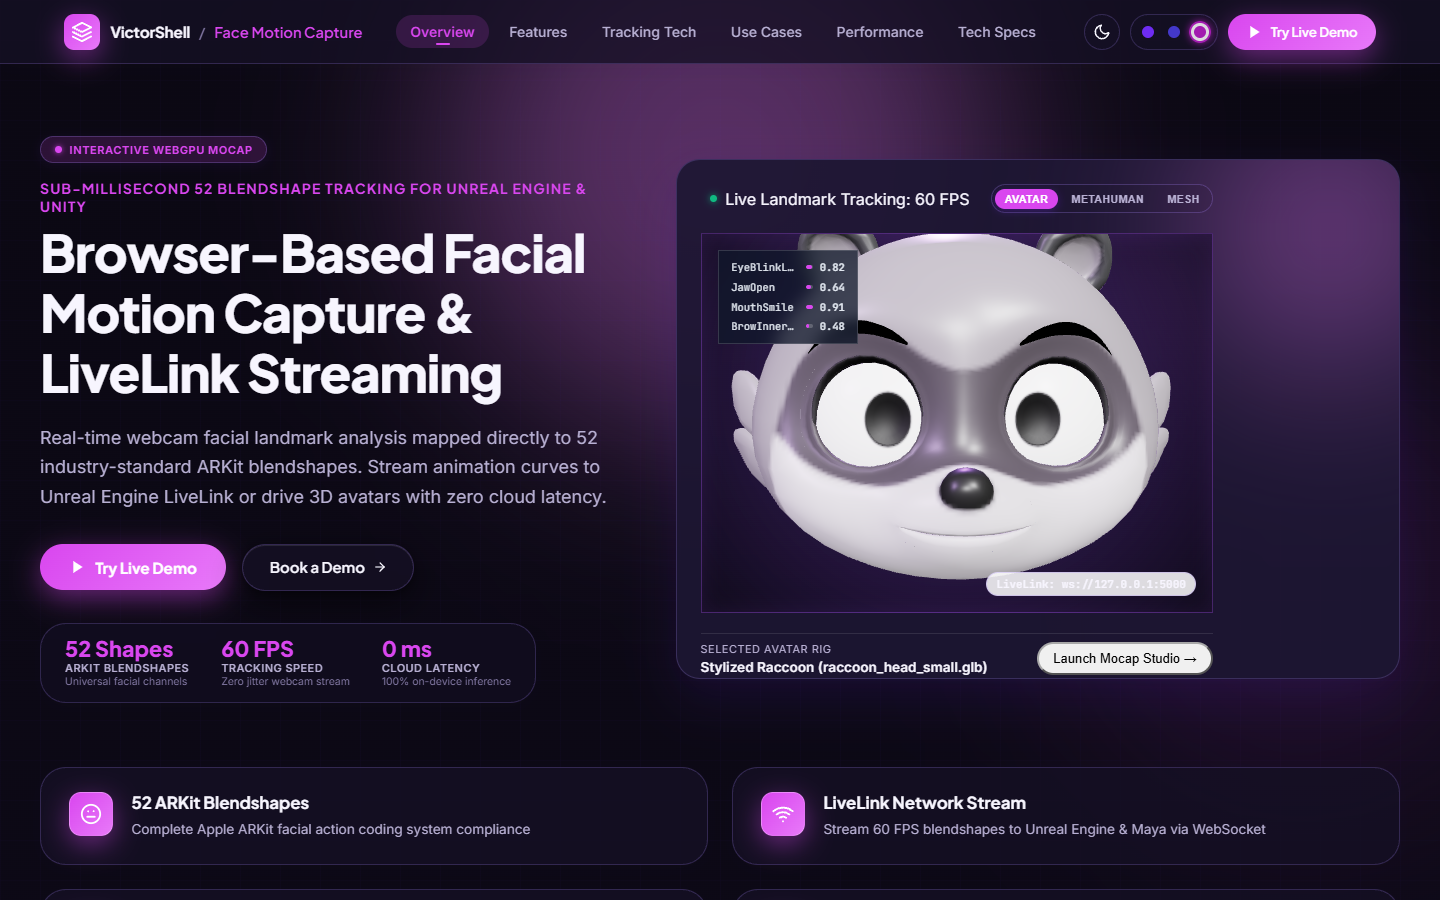 VictorShell / Face Motion Capture
Overview
Features
Tracking Tech
Use Cases
Performance
Tech Specs
Try Live Demo
INTERACTIVE WEBGPU MOCAP
SUB-MILLISECOND 52 BLENDSHAPE TRACKING FOR UNREAL ENGINE &
UNITY
Browser-Based Facial
Motion Capture &
LiveLink Streaming
Real-time webcam facial landmark analysis mapped directly to 52
industry-standard ARKit blendshapes. Stream animation curves to
Unreal Engine LiveLink or drive 3D avatars with zero cloud latency.
Try Live Demo
Book a Demo →
52 Shapes
ARKIT BLENDSHAPES
Universal facial channels
60 FPS
TRACKING SPEED
Zero jitter webcam stream
0 ms
CLOUD LATENCY
100% on-device inference
Live Landmark Tracking: 60 FPS
AVATAR
METAHUMAN
MESH
EyeBlinkL… 0.82
JawOpen 0.64
MouthSmile 0.91
BrowInner… 0.48
LiveLink: ws://127.0.0.1:5000
SELECTED AVATAR RIG
Stylized Raccoon (raccoon_head_small.glb)
Launch Mocap Studio →
52 ARKit Blendshapes
Complete Apple ARKit facial action coding system compliance
LiveLink Network Stream
Stream 60 FPS blendshapes to Unreal Engine & Maya via WebSocket